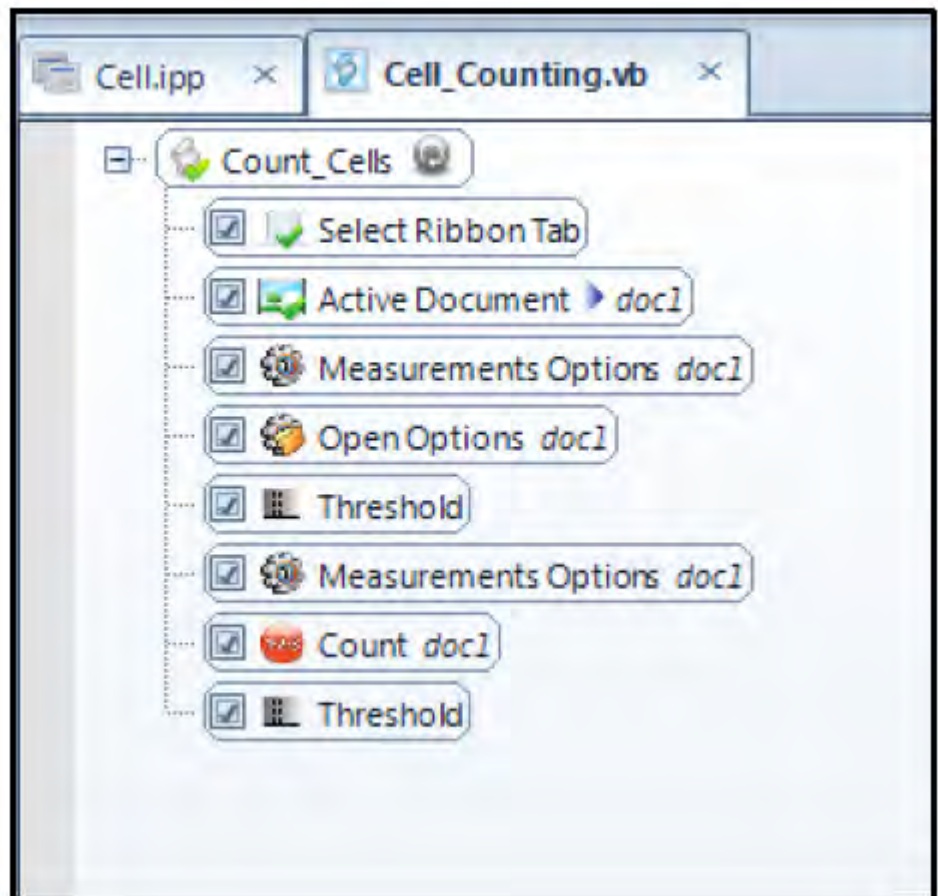 Cell.ipp
Cell_Counting.vb
Count_Cells
Select Ribbon Tab
Active Document doc1
Measurements Options doc1
Open Options doc1
Threshold
Measurements Options doc1
Count doc1
Threshold